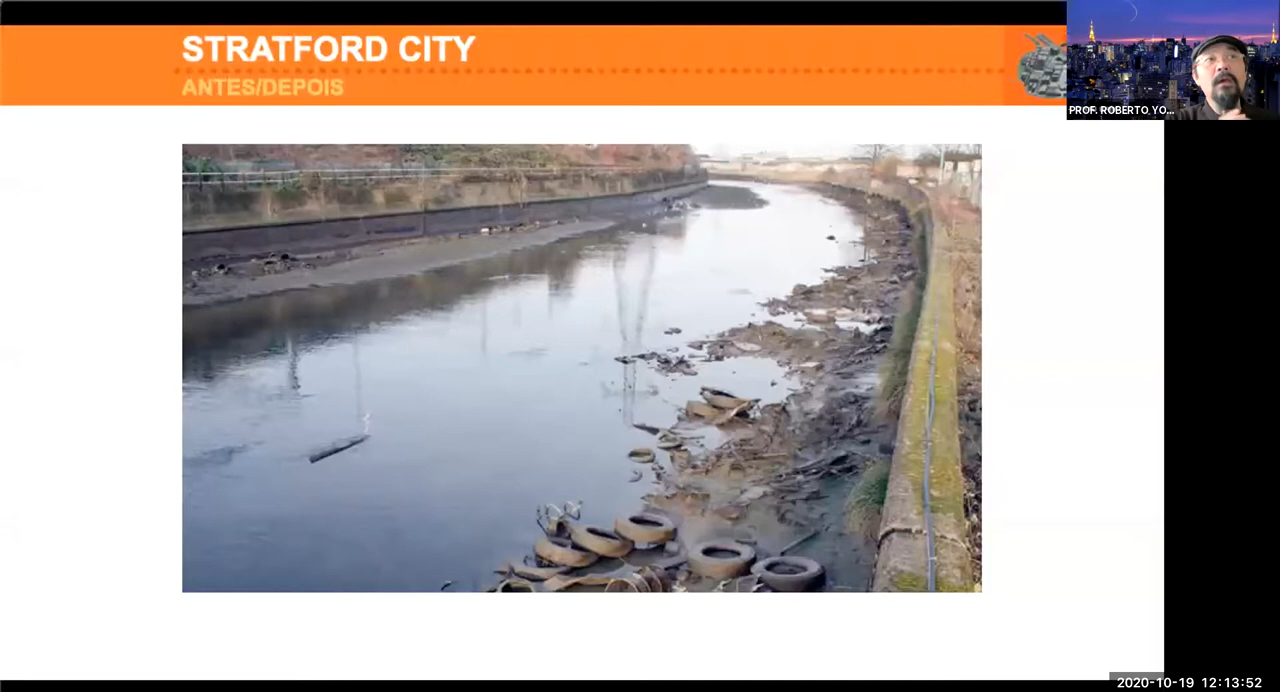 STRATFORD CITY
ANTES/DEPOIS
PROF. ROBERTO YO...
2020-10-19 12:13:52